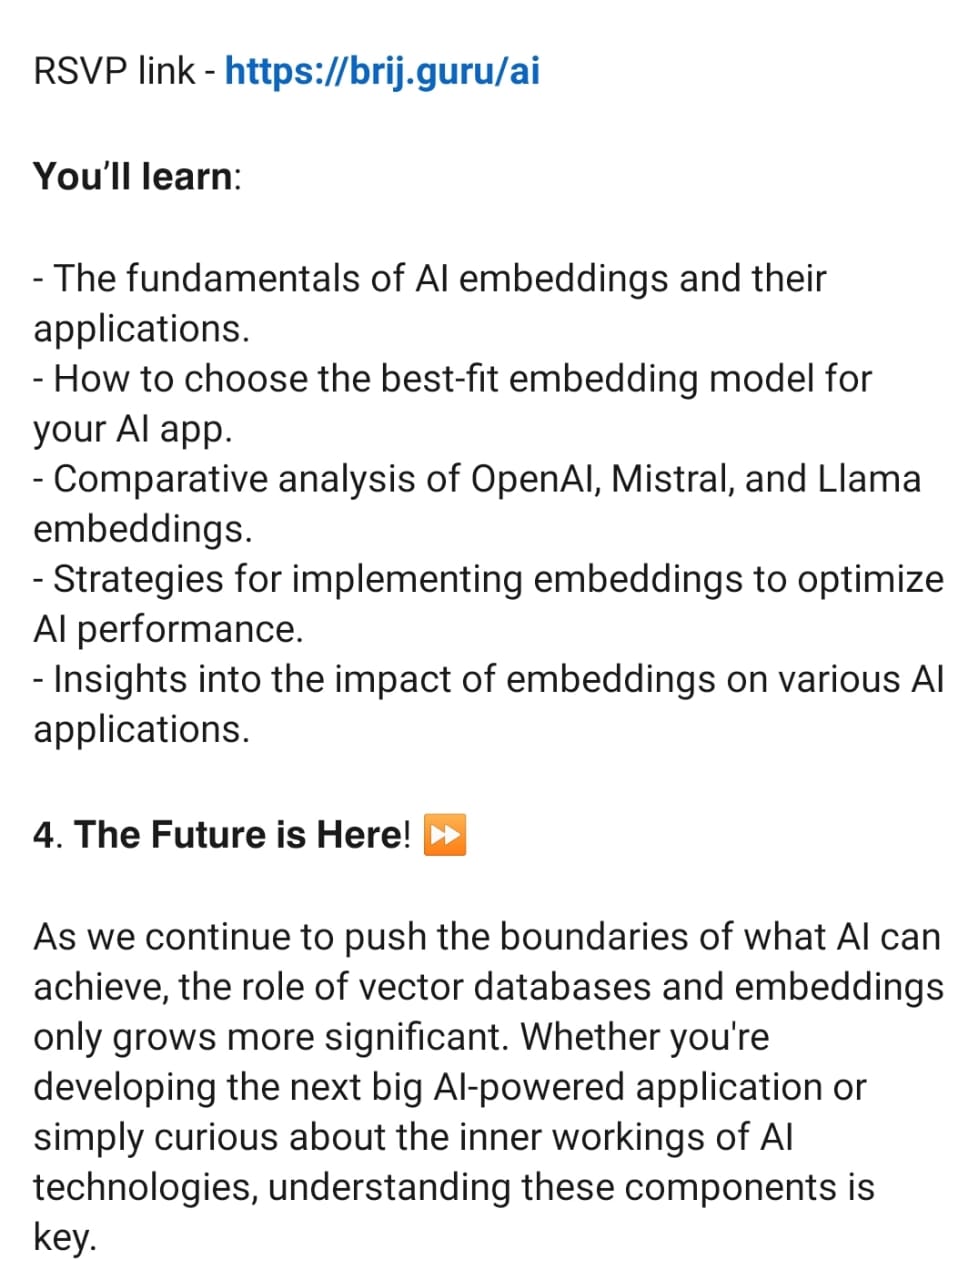 RSVP link - https://brij.guru/ai
You'll learn:
- The fundamentals of AI embeddings and their
applications.
- How to choose the best-fit embedding model for
your AI app.
- Comparative analysis of OpenAI, Mistral, and Llama
embeddings.
- Strategies for implementing embeddings to optimize
AI performance.
- Insights into the impact of embeddings on various AI
applications.
4. The Future is Here! ⏩
As we continue to push the boundaries of what AI can
achieve, the role of vector databases and embeddings
only grows more significant. Whether you're
developing the next big AI-powered application or
simply curious about the inner workings of AI
technologies, understanding these components is
key.